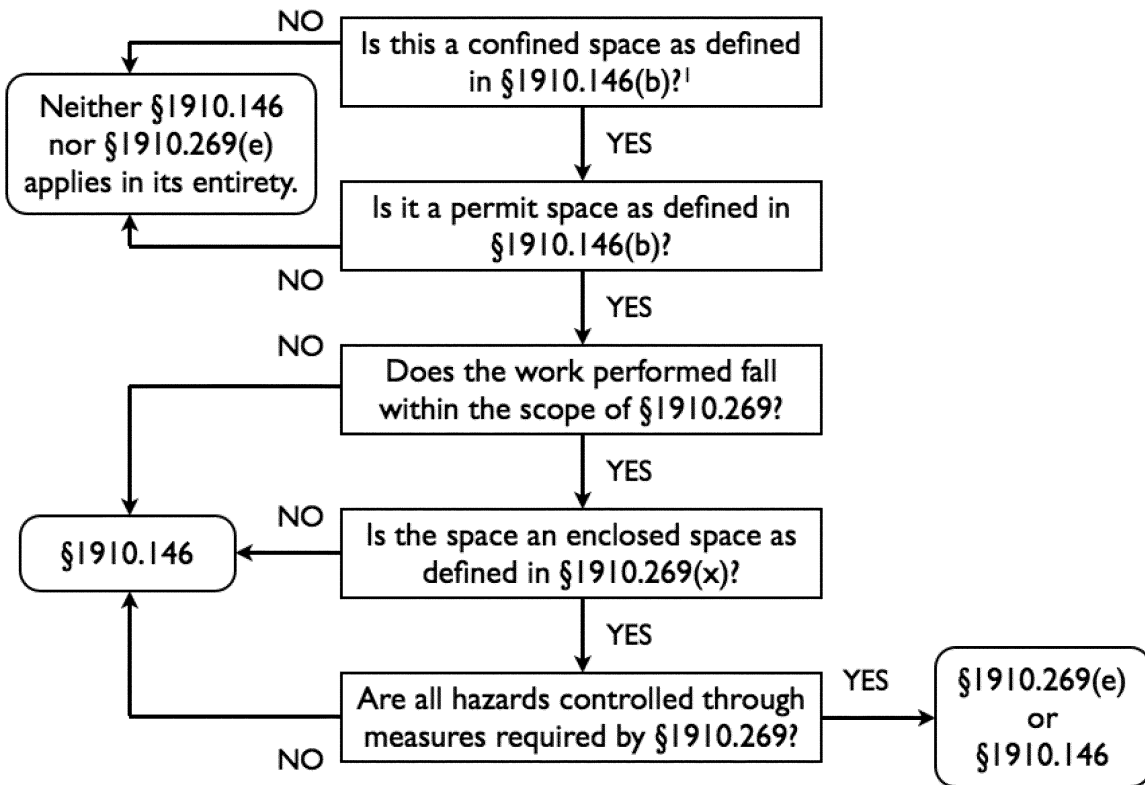 NO
Is this a confined space as defined
in §1910.146(b)?¹
Neither §1910.146
nor §1910.269(e)
applies in its entirety.
YES
Is it a permit space as defined in
§1910.146(b)?
NO
YES
NO
Does the work performed fall
within the scope of §1910.269?
YES
NO
Is the space an enclosed space as
defined in §1910.269(x)?
§1910.146
YES
Are all hazards controlled through
measures required by §1910.269?
NO
YES
§1910.269(e)
or
§1910.146